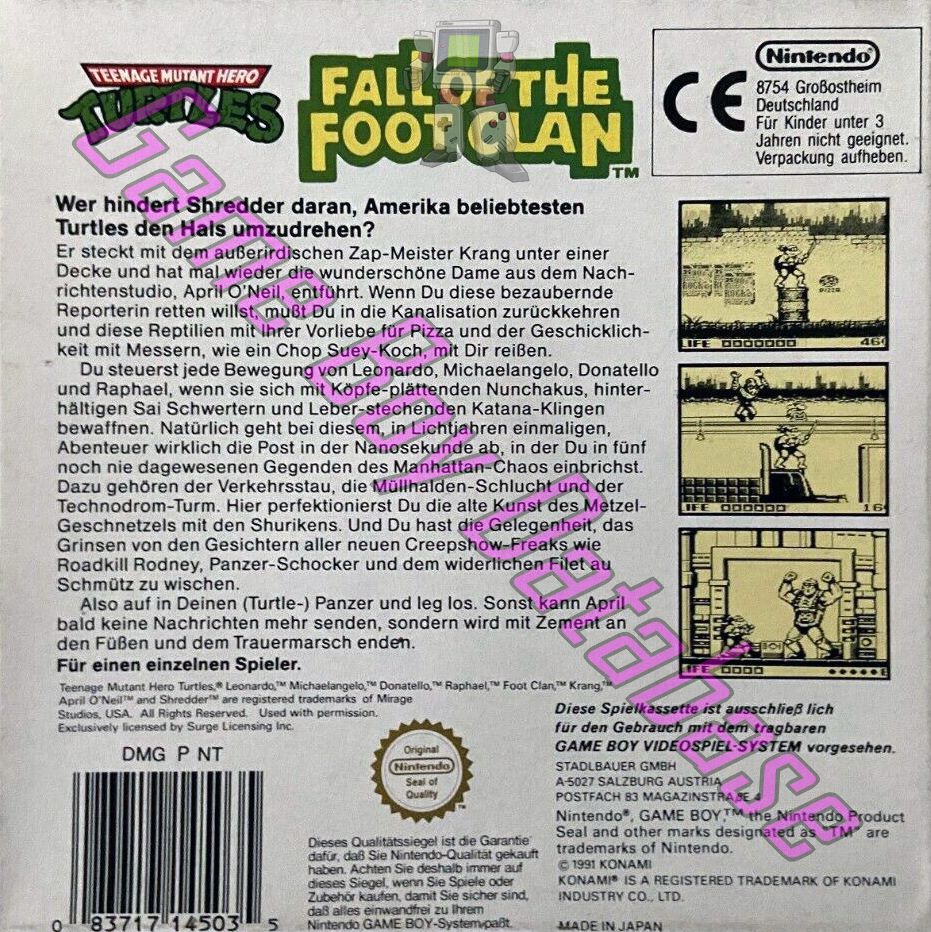 TEENAGE MUTANT HERO
TURTLES
FALL OF THE
FOOT CLAN™
Nintendo®
CE
8754 Großostheim
Deutschland
Für Kinder unter 3
Jahren nicht geeignet.
Verpackung aufheben.
Wer hindert Shredder daran, Amerika beliebtesten
Turtles den Hals umzudrehen?
Er steckt mit dem außerirdischen Zap-Meister Krang unter einer
Decke und hat mal wieder die wunderschöne Dame aus dem Nach-
richtenstudio, April O'Neil, entführt. Wenn Du diese bezaubernde
Reporterin retten willst, mußt Du in die Kanalisation zurückkehren
und diese Reptilien mit ihrer Vorliebe für Pizza und der Geschicklich-
keit mit Messern, wie ein Chop Suey-Koch, mit Dir reißen.
Du steuerst jede Bewegung von Leonardo, Michaelangelo, Donatello
und Raphael, wenn sie sich mit Köpfe-plättenden Nunchakus, hinter-
hältigen Sai Schwertern und Leber-stechenden Katana-Klingen
bewaffnen. Natürlich geht bei diesem, in Lichtjahren einmaligen,
Abenteuer wirklich die Post in der Nanosekunde ab, in der Du in fünf
noch nie dagewesenen Gegenden des Manhattan-Chaos einbrichst.
Dazu gehören der Verkehrsstau, die Müllhalden-Schlucht und der
Technodrom-Turm. Hier perfektionierst Du die alte Kunst des Metzel-
Geschnetzels mit den Shurikens. Und Du hast die Gelegenheit, das
Grinsen von den Gesichtern aller neuen Creepshow-Freaks wie
Roadkill Rodney, Panzer-Schocker und dem widerlichen Filet au
Schmütz zu wischen.
Also auf in Deinen (Turtle-) Panzer und leg los. Sonst kann April
bald keine Nachrichten mehr senden, sondern wird mit Zement an
den Füßen und dem Trauermarsch enden.
Für einen einzelnen Spieler.
PIZZA
LIFE
460
LIFE
16
LIFE
Teenage Mutant Hero Turtles,® Leonardo,™ Michaelangelo,™ Donatello,™ Raphael,™ Foot Clan,™ Krang,™
April O'Neil™ and Shredder™ are registered trademarks of Mirage
Studios, USA. All Rights Reserved. Used with permission.
Exclusively licensed by Surge Licensing Inc.
DMG P NT
0 83717 14503 5
Original
Nintendo
Seal of
Quality
TM
Dieses Qualitätssiegel ist die Garantie
dafür, daß Sie Nintendo-Qualität gekauft
haben. Achten Sie deshalb immer auf
dieses Siegel, wenn Sie Spiele oder
Zubehör kaufen, damit Sie sicher sind,
daß alles einwandfrei zu Ihrem
Nintendo GAME BOY-System paßt.
Diese Spielkassette ist ausschließ lich
für den Gebrauch mit dem tragbaren
GAME BOY VIDEOSPIEL-SYSTEM vorgesehen.
STADLBAUER GMBH
A-5027 SALZBURG AUSTRIA
POSTFACH 83 MAGAZINSTRAßE 4
Nintendo®, GAME BOY,™ the Nintendo Product
Seal and other marks designated as "TM" are
trademarks of Nintendo.
© 1991 KONAMI
KONAMI® IS A REGISTERED TRADEMARK OF KONAMI
INDUSTRY CO., LTD.
MADE IN JAPAN
Game Boy Database